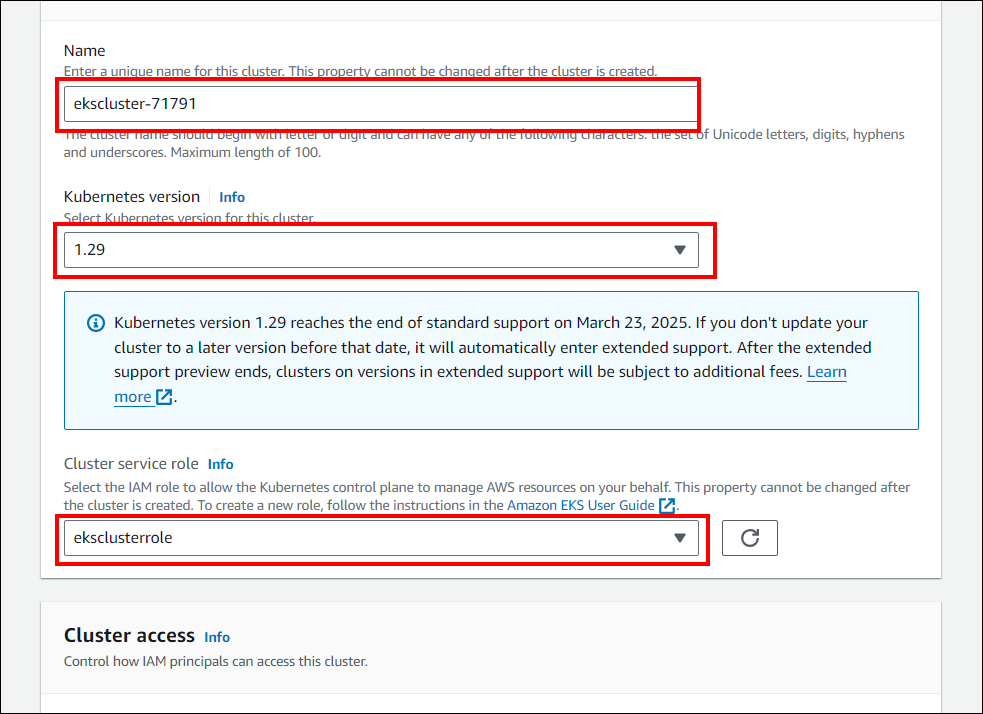 Name
Enter a unique name for this cluster. This property cannot be changed after the cluster is created.
ekscluster-71791
The cluster name should begin with letter or digit and can have any of the following characters: the set of Unicode letters, digits, hyphens
and underscores. Maximum length of 100.
Kubernetes version Info
Select Kubernetes version for this cluster.
1.29
Kubernetes version 1.29 reaches the end of standard support on March 23, 2025. If you don't update your
cluster to a later version before that date, it will automatically enter extended support. After the extended
support preview ends, clusters on versions in extended support will be subject to additional fees. Learn
more.
Cluster service role Info
Select the IAM role to allow the Kubernetes control plane to manage AWS resources on your behalf. This property cannot be changed after
the cluster is created. To create a new role, follow the instructions in the Amazon EKS User Guide.
eksclusterrole
Cluster access Info
Control how IAM principals can access this cluster.